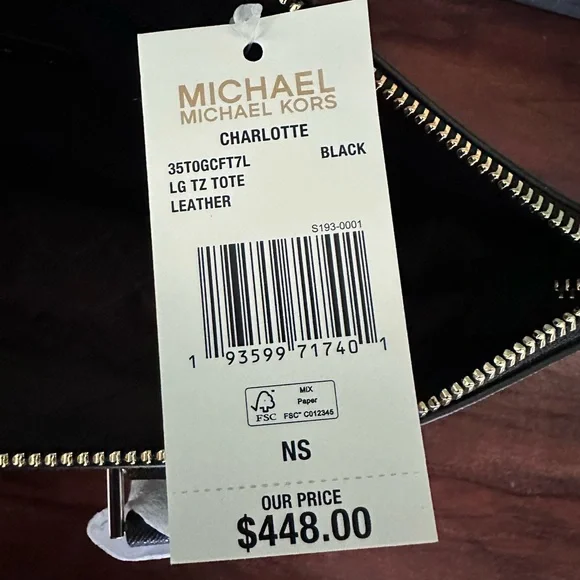 MICHAEL
MICHAEL KORS
CHARLOTTE
35T0GCFT7L BLACK
LG TZ TOTE
LEATHER
S193-0001
1 93599 71740 1
FSC
MIX
Paper
FSC™ C012345
NS
OUR PRICE
$448.00